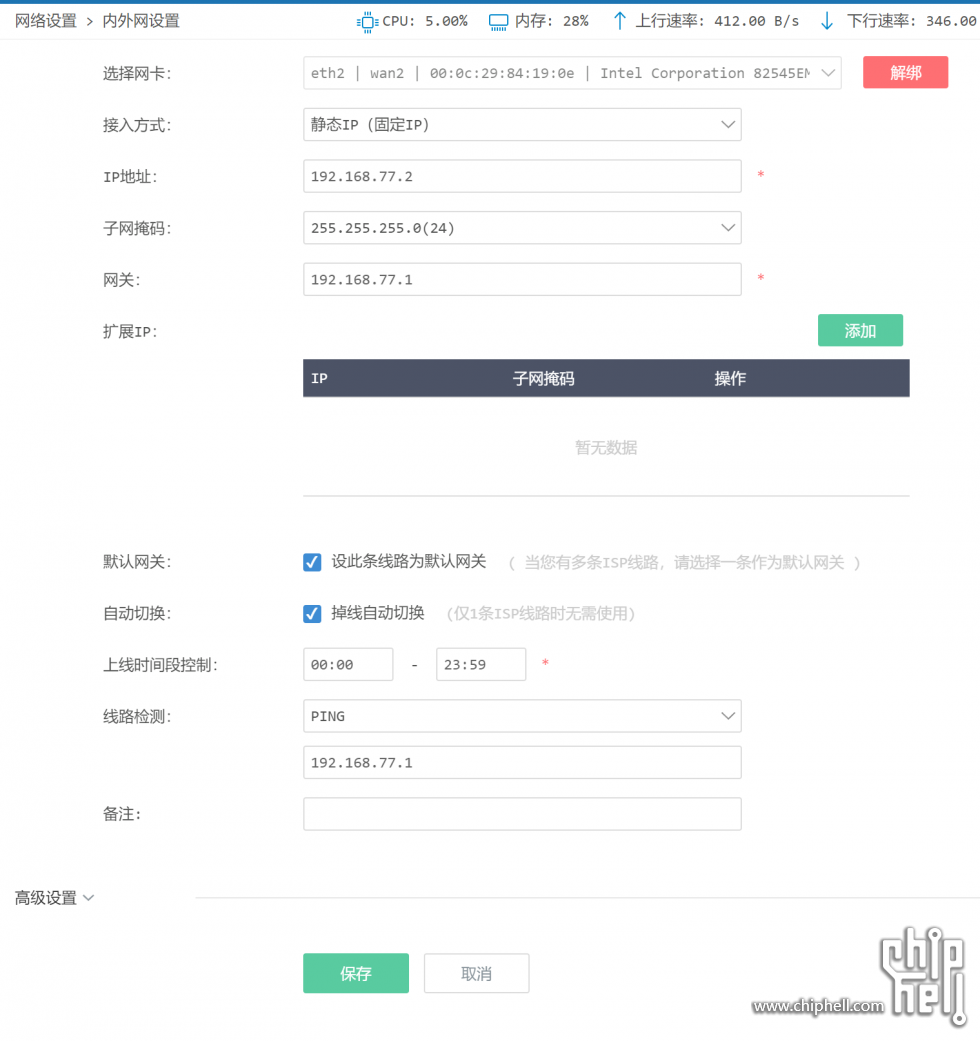 网络设置 > 内外网设置 CPU: 5.00% 内存: 28% 上行速率: 412.00 B/s 下行速率: 346.00
选择网卡: eth2 | wan2 | 00:0c:29:84:19:0e | Intel Corporation 82545EM 解绑
接入方式: 静态IP (固定IP)
IP地址: 192.168.77.2 *
子网掩码: 255.255.255.0(24)
网关: 192.168.77.1 *
扩展IP: 添加
IP 子网掩码 操作
暂无数据
默认网关: 设此条线路为默认网关 ( 当您有多条ISP线路, 请选择一条作为默认网关 )
自动切换: 掉线自动切换 (仅1条ISP线路时无需使用)
上线时间段控制: 00:00 - 23:59 *
线路检测: PING
192.168.77.1
备注:
高级设置
保存 取消
chip hell
www.chiphell.com